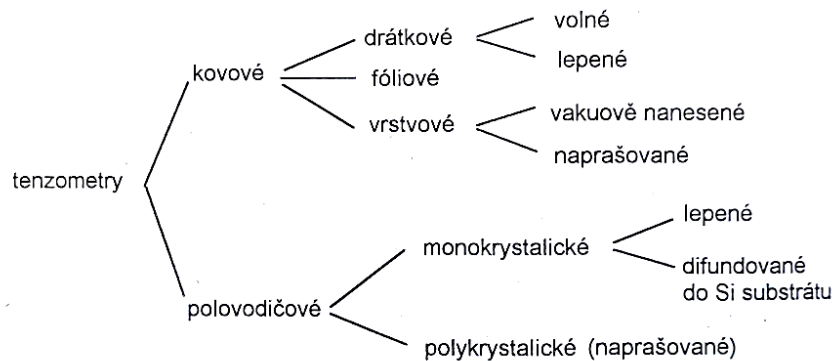 volné
drátkové
lepené
kovové
fóliové
vakuově nanesené
vrstvové
naprašované
tenzometry
lepené
monokrystalické
difundované
do Si substrátu
polovodičové
polykrystalické (naprašované)